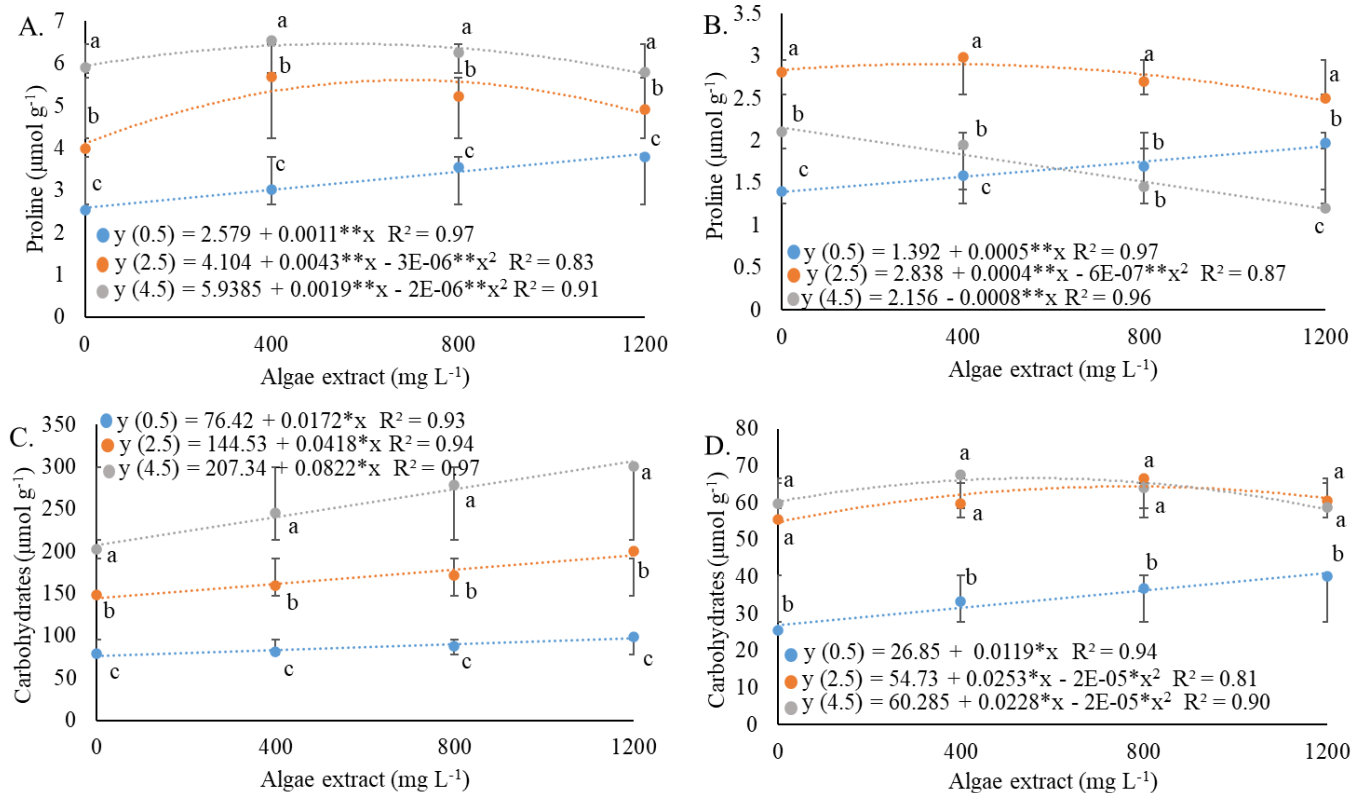 A.
7
6
5
4
3
2
1
0
Proline (µmol g⁻¹)
a
a
a
a
b
b
b
b
c
c
c
c
y (0.5) = 2.579 + 0.0011**x R² = 0.97
y (2.5) = 4.104 + 0.0043**x - 3E-06**x² R² = 0.83
y (4.5) = 5.9385 + 0.0019**x - 2E-06**x² R² = 0.91
0 400 800 1200
Algae extract (mg L⁻¹)
B.
3.5
3
2.5
2
1.5
1
0.5
0
Proline (µmol g⁻¹)
a
a
a
a
b
b
b
b
c
c
b
c
y (0.5) = 1.392 + 0.0005**x R² = 0.97
y (2.5) = 2.838 + 0.0004**x - 6E-07**x² R² = 0.87
y (4.5) = 2.156 - 0.0008**x R² = 0.96
0 400 800 1200
Algae extract (mg L⁻¹)
C.
350
300
250
200
150
100
50
0
Carbohydrates (µmol g⁻¹)
y (0.5) = 76.42 + 0.0172*x R² = 0.93
y (2.5) = 144.53 + 0.0418*x R² = 0.94
y (4.5) = 207.34 + 0.0822*x R² = 0.97
a
a
a
a
b
b
b
b
c
c
c
c
0 400 800 1200
Algae extract (mg L⁻¹)
D.
80
70
60
50
40
30
20
10
0
Carbohydrates (µmol g⁻¹)
a
a
a
a
a
a
a
a
b
b
b
b
y (0.5) = 26.85 + 0.0119*x R² = 0.94
y (2.5) = 54.73 + 0.0253*x - 2E-05*x² R² = 0.81
y (4.5) = 60.285 + 0.0228*x - 2E-05*x² R² = 0.90
0 400 800 1200
Algae extract (mg L⁻¹)